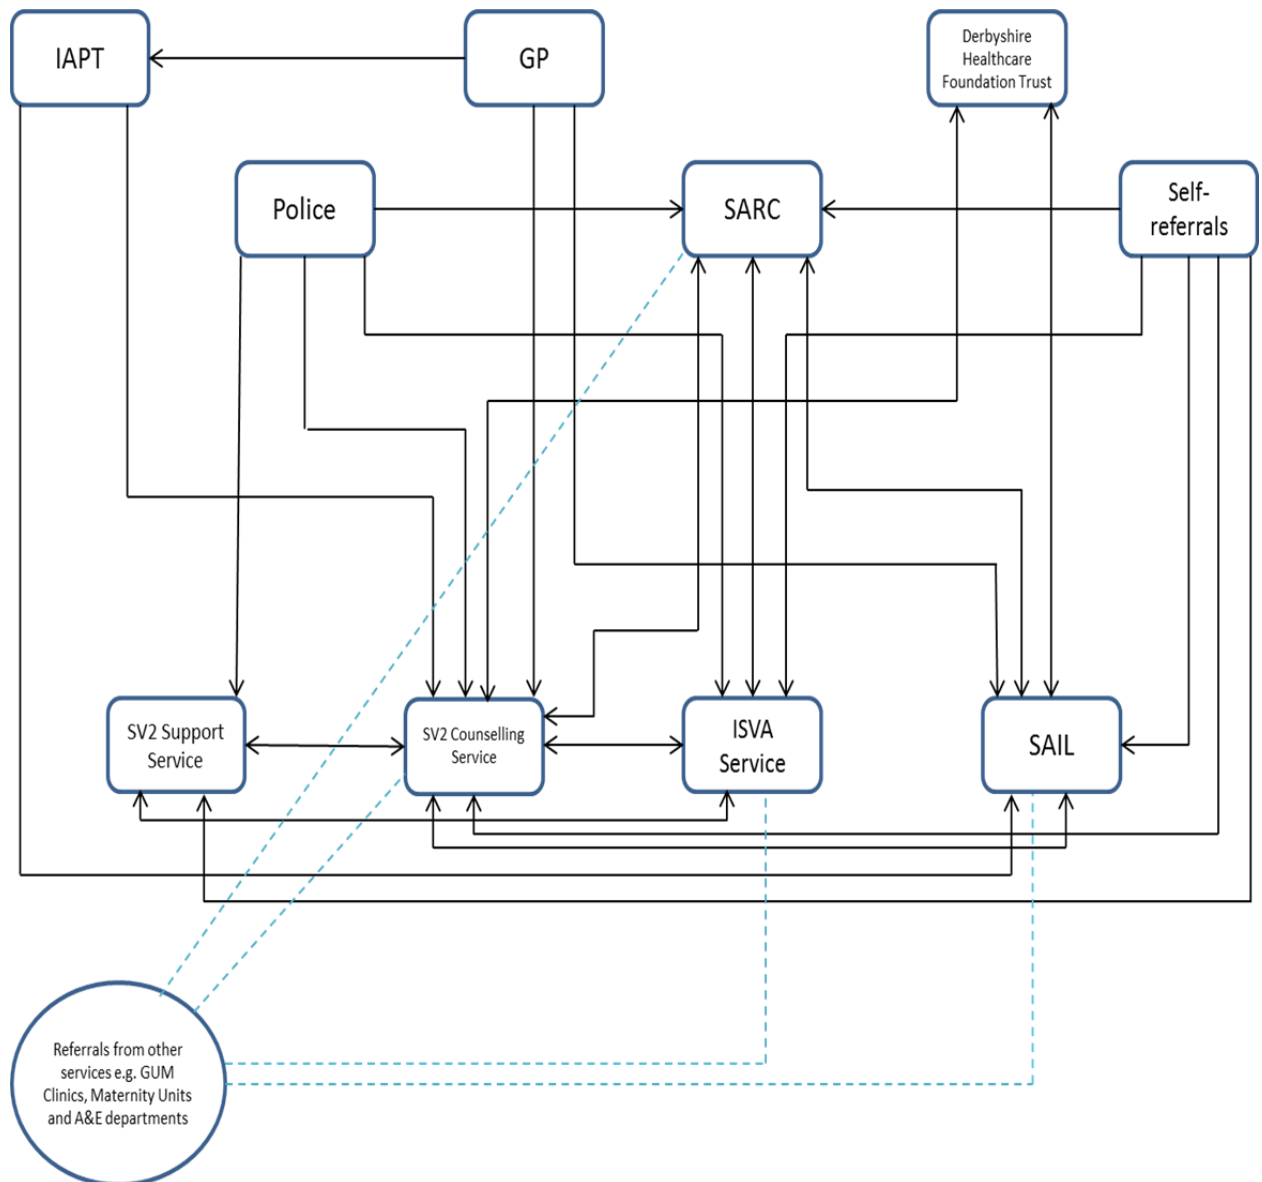 IAPT
GP
Derbyshire
Healthcare
Foundation Trust
Police
SARC
Self-
referrals
SV2 Support
Service
SV2 Counselling
Service
ISVA
Service
SAIL
Referrals from other
services e.g. GUM
Clinics, Maternity Units
and A&E departments